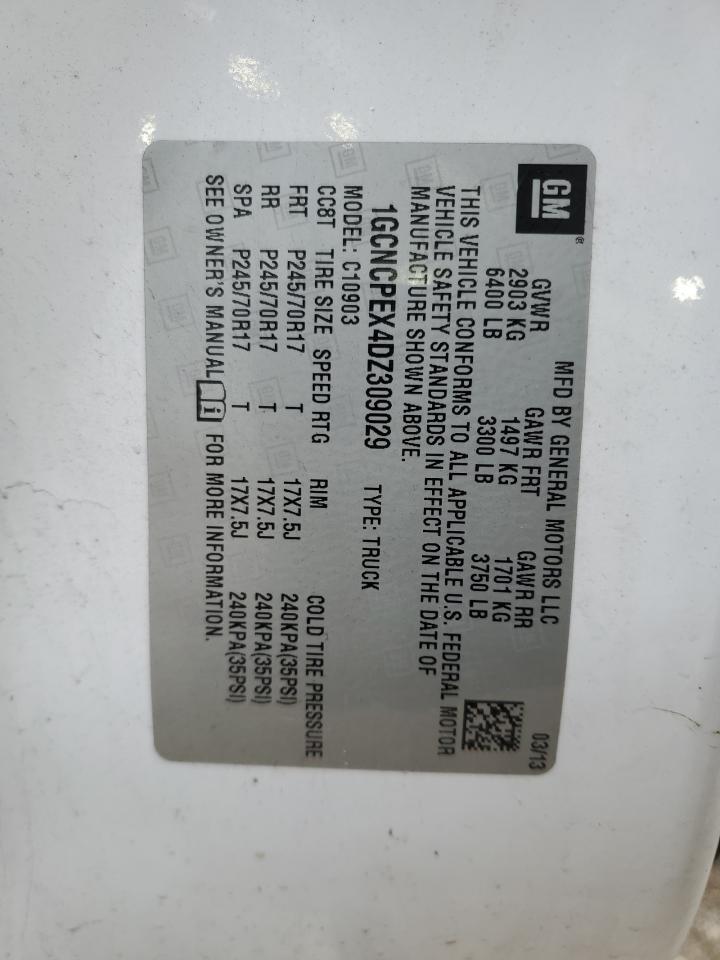 GM®
MFD BY GENERAL MOTORS LLC 03/13
GVWR GAWR FRT GAWR RR
2903 KG 1497 KG 1701 KG
6400 LB 3300 LB 3750 LB
THIS VEHICLE CONFORMS TO ALL APPLICABLE U.S. FEDERAL MOTOR
VEHICLE SAFETY STANDARDS IN EFFECT ON THE DATE OF
MANUFACTURE SHOWN ABOVE.
1GCNCPEX4DZ309029 TYPE: TRUCK
MODEL: C10903
CC8T TIRE SIZE SPEED RTG RIM COLD TIRE PRESSURE
FRT P245/70R17 T 17X7.5J 240KPA(35PSI)
RR P245/70R17 T 17X7.5J 240KPA(35PSI)
SPA P245/70R17 T 17X7.5J 240KPA(35PSI)
SEE OWNER'S MANUAL FOR MORE INFORMATION.